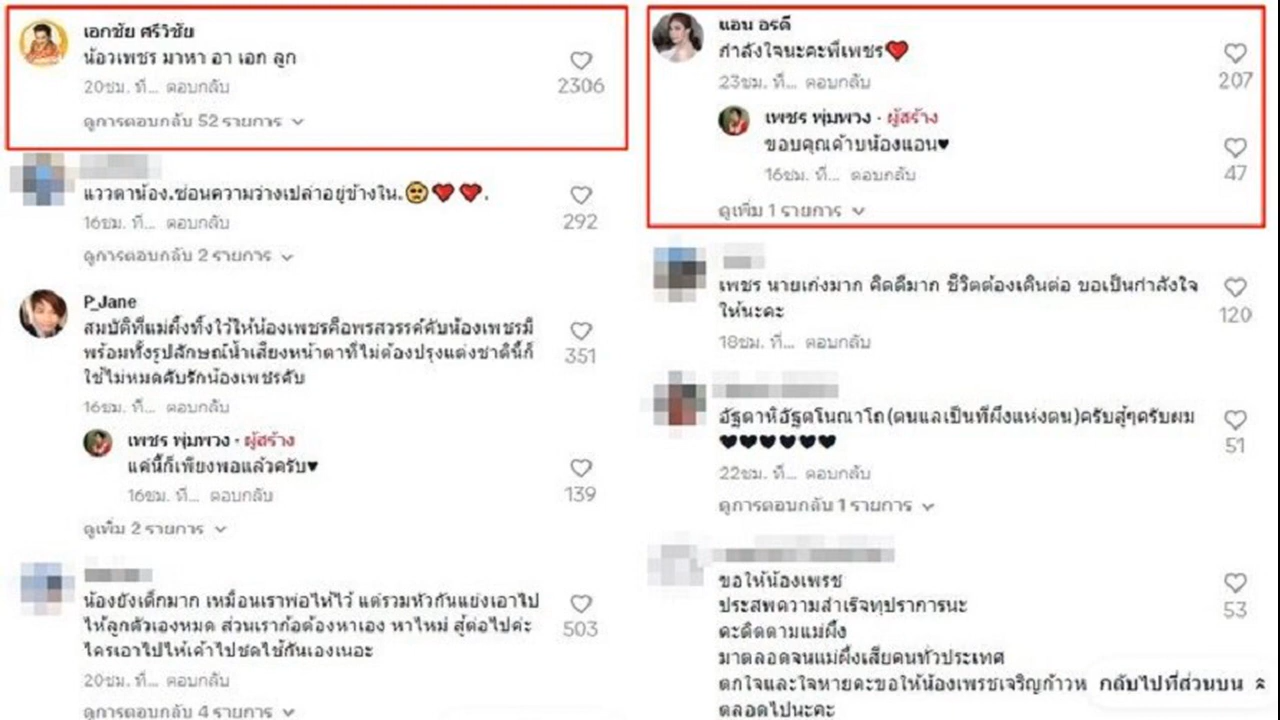 เอกชัย ศรีวิชัย
น้องเพชร มาหา อา เอก ลูก
20ชม. ที่... ตอบกลับ
2306
ดูการตอบกลับ 52 รายการ
แววตาน้อง.ซ่อนความว่างเปล่าอยู่ข้างใน.🥺❤️❤️.
16ชม. ที่... ตอบกลับ
292
ดูการตอบกลับ 2 รายการ
P_Jane
สมบัติที่แม่ผึ้งทิ้งไว้ให้น้องเพชรคือพรสวรรค์คับน้องเพชรมี
พร้อมทั้งรูปลักษณ์น้ำเสียงหน้าตาที่ไม่ต้องปรุงแต่งชาตินี้ก็
ใช้ไม่หมดคับรักน้องเพชรคับ
351
16ชม. ที่... ตอบกลับ
เพชร พุ่มพวง · ผู้สร้าง
แค่นี้ก็เพียงพอแล้วครับ♥
16ชม. ที่... ตอบกลับ
139
ดูเพิ่ม 2 รายการ
น้องยังเด็กมาก เหมือนเราพ่อให้ไว้ แต่รวมหัวกันแย่งเอาไป
ให้ลูกตัวเองหมด ส่วนเราก้อต้องหาเอง หาใหม่ สู้ต่อไปค่ะ
ใครเอาไปให้เค้าไปชดใช้กันเองเนอะ
503
20ชม. ที่... ตอบกลับ
ดูการตอบกลับ 4 รายการ
แอน อรดี
กำลังใจนะคะพี่เพชร❤️
23ชม. ที่... ตอบกลับ
207
เพชร พุ่มพวง · ผู้สร้าง
ขอบคุณค้าบน้องแอน♥
16ชม. ที่... ตอบกลับ
47
ดูเพิ่ม 1 รายการ
เพชร นายเก่งมาก คิดดีมาก ชีวิตต้องเดินต่อ ขอเป็นกำลังใจ
ให้นะคะ
120
18ชม. ที่... ตอบกลับ
อัฐตาหิอัฐตโนณาโถ(ตนแลเป็นที่พึ่งแห่งตน)ครับสู้ๆครับผม
♥♥♥♥♥♥
51
22ชม. ที่... ตอบกลับ
ดูการตอบกลับ 1 รายการ
ขอให้น้องเพรช
ประสพความสำเร็จทุปราการนะ
คะติดตามแม่ผึ้ง
มาตลอดจนแม่ผึ้งเสียคนทั่วประเทศ
ตกใจและใจหายคะขอให้น้องเพรชเจริญก้าวห
ตลอดไปนะคะ
53
กลับไปที่ส่วนบน